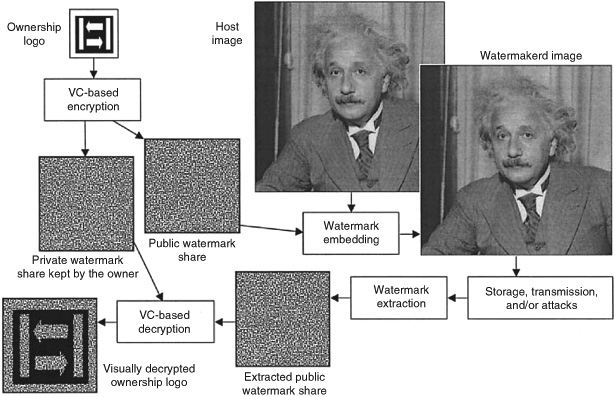 Ownership
logo
Host
image
Watermakerd image
VC-based
encryption
Private watermark
share kept by the owner
Public watermark
share
Watermark
embedding
Storage, transmission,
and/or attacks
Watermark
extraction
Extracted public
watermark share
VC-based
decryption
Visually decrypted
ownership logo